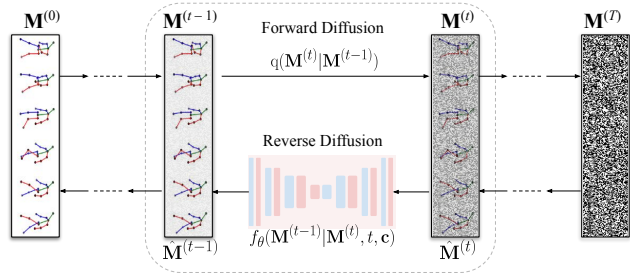 M^(0)
M^(t−1)
Forward Diffusion
M^(t)
M^(T)
q(M^(t)|M^(t−1))
Reverse Diffusion
f_θ(M^(t−1)|M^(t), t, c)
M̂^(t−1)
M̂^(t)